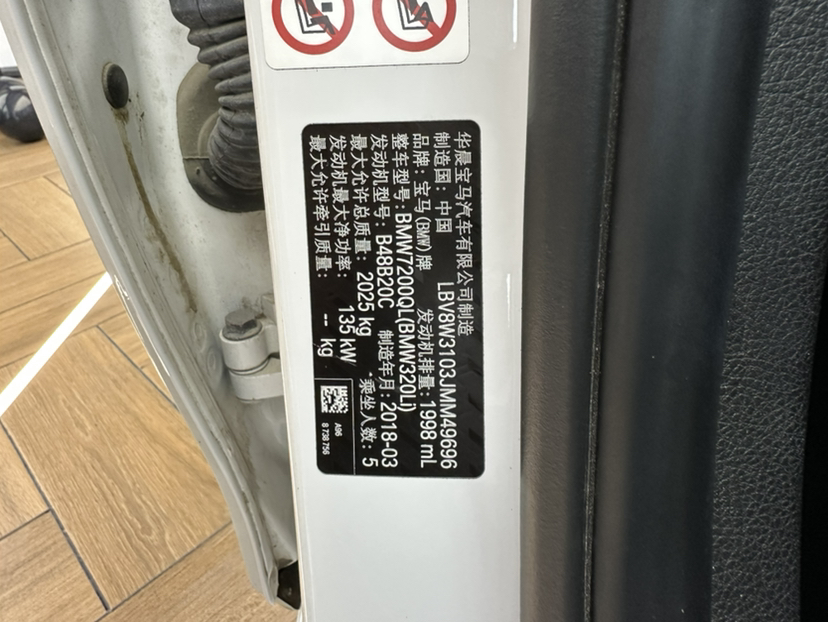 华晨宝马汽车有限公司制造
制造国：中国 LBV8W3103JMM49696
品牌：宝马(BMW)牌 发动机排量：1998 mL
整车型号：BMW7200QL(BMW320Li)
发动机型号：B48B20C 制造年月：2018-03
最大允许总质量：2025 kg 乘坐人数：5
发动机最大净功率：135 kW
最大允许牵引质量：-- kg
A96
8 738 756